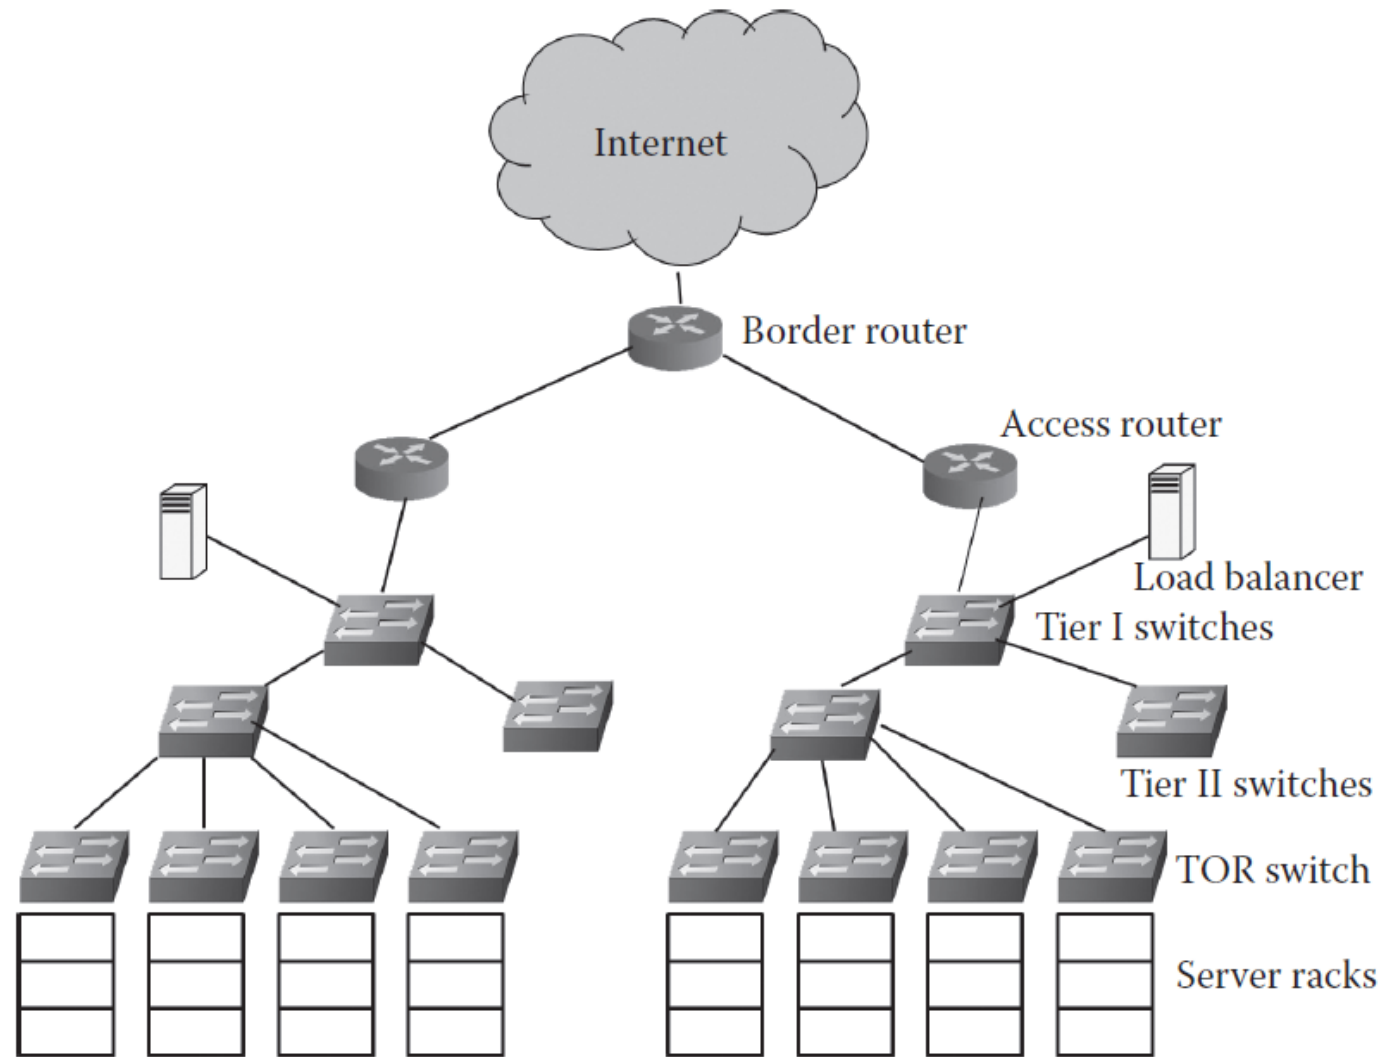 Internet
Border router
Access router
Load balancer
Tier I switches
Tier II switches
TOR switch
Server racks